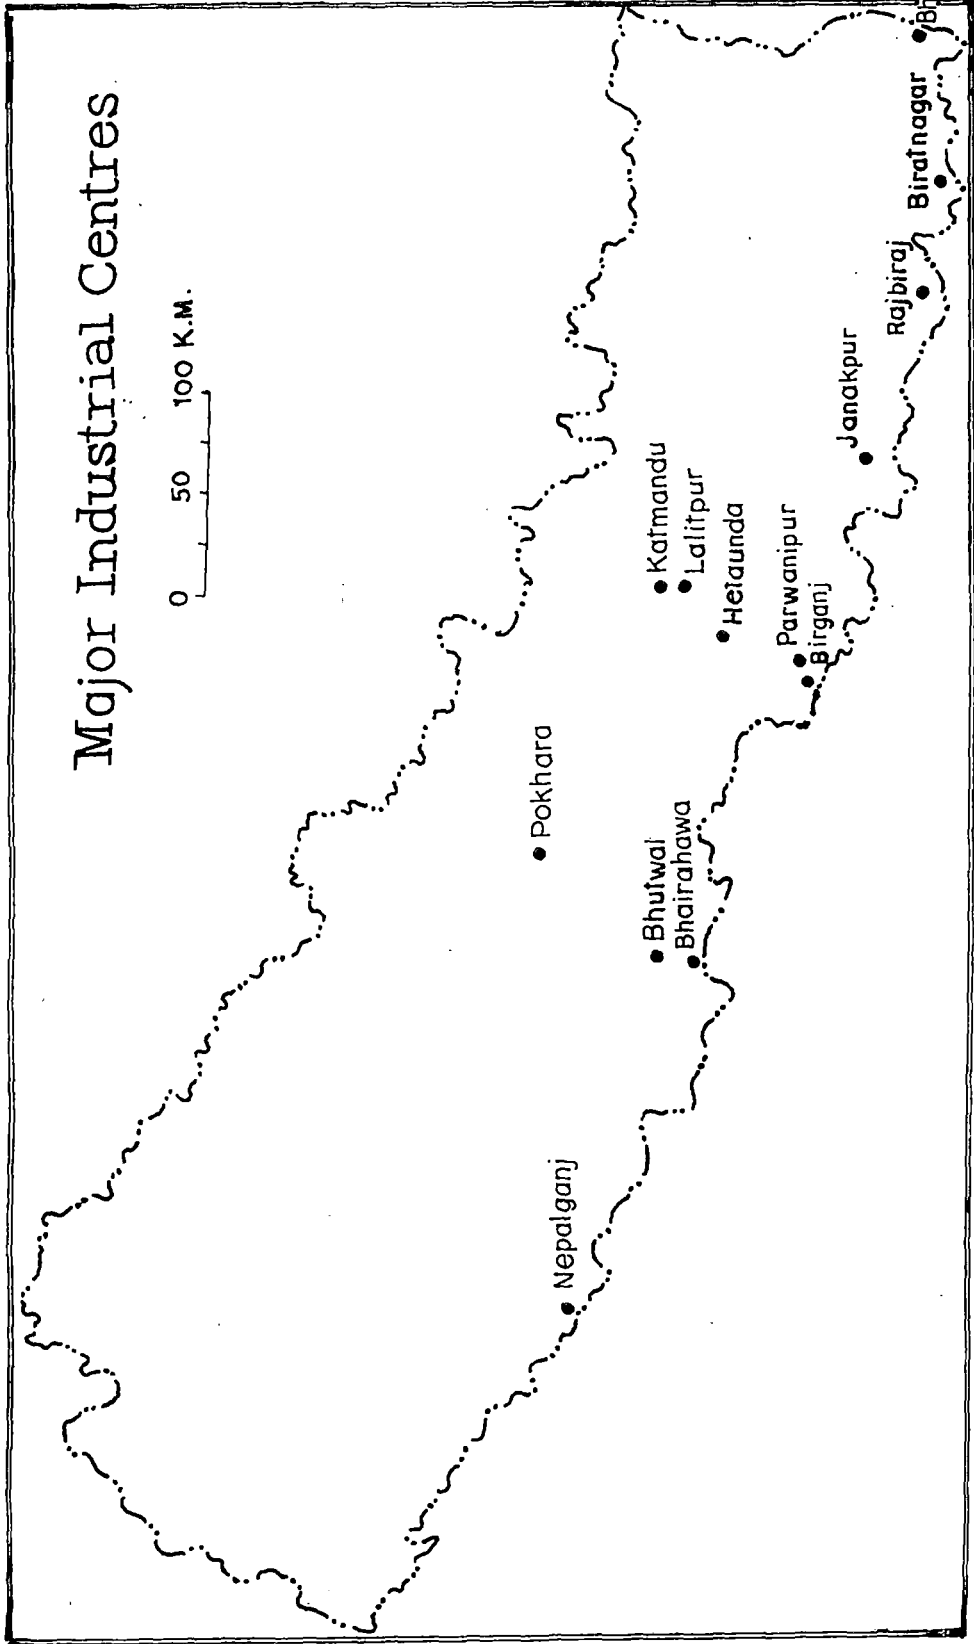 Major Industrial Centres
0 50 100 K.M.
Nepalganj
Pokhara
Bhutwal
Bhairahawa
Katmandu
Lalitpur
Hetaunda
Parwanipur
Birganj
Janakpur
Rajbiraj
Biratnagar